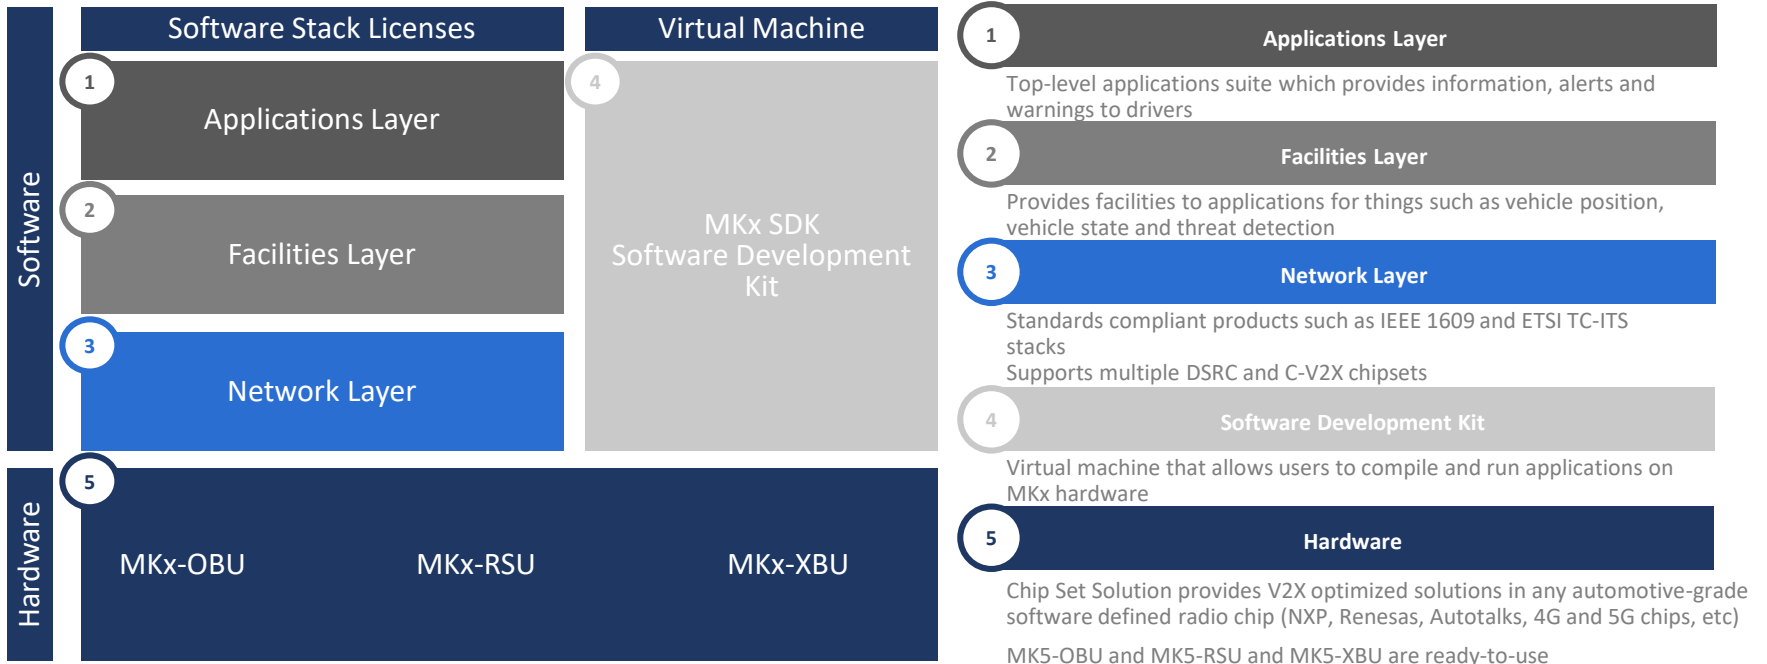 Software Stack Licenses
Virtual Machine
Software
1
Applications Layer
2
Facilities Layer
3
Network Layer
4
MKx SDK
Software Development
Kit
Hardware
5
MKx-OBU
MKx-RSU
MKx-XBU
1
Applications Layer
Top-level applications suite which provides information, alerts and
warnings to drivers
2
Facilities Layer
Provides facilities to applications for things such as vehicle position,
vehicle state and threat detection
3
Network Layer
Standards compliant products such as IEEE 1609 and ETSI TC-ITS
stacks
Supports multiple DSRC and C-V2X chipsets
4
Software Development Kit
Virtual machine that allows users to compile and run applications on
MKx hardware
5
Hardware
Chip Set Solution provides V2X optimized solutions in any automotive-grade
software defined radio chip (NXP, Renesas, Autotalks, 4G and 5G chips, etc)
MK5-OBU and MK5-RSU and MK5-XBU are ready-to-use